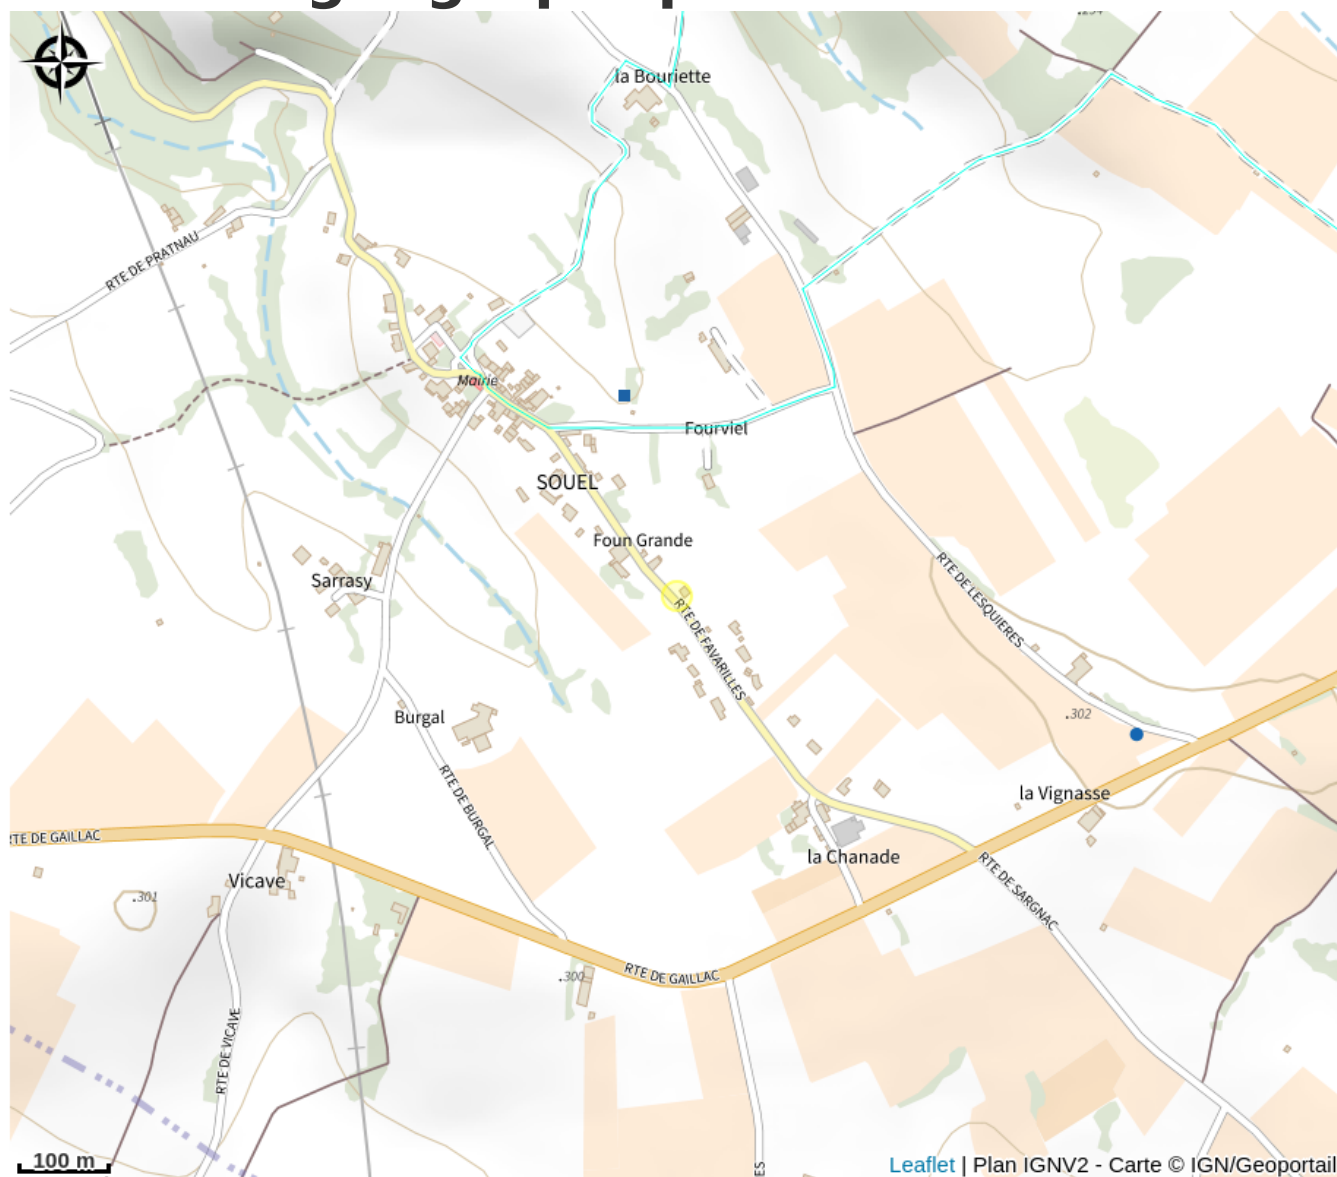 la Bouriette
RTE DE PRATNAU
Mairie
Fourviel
SOUEL
Foun Grande
Sarrasy
RTE DE LESQUIERES
RTE DE FAVARILLES
Burgal
.302
RTE DE BURGAL
la Vignasse
RTE DE GAILLAC
la Chanade
Vicave
.301
RTE DE SARGNAC
.300
RTE DE GAILLAC
RTE DE VICAVE
ES
100 m
Leaflet | Plan IGNV2 - Carte © IGN/Geoportail